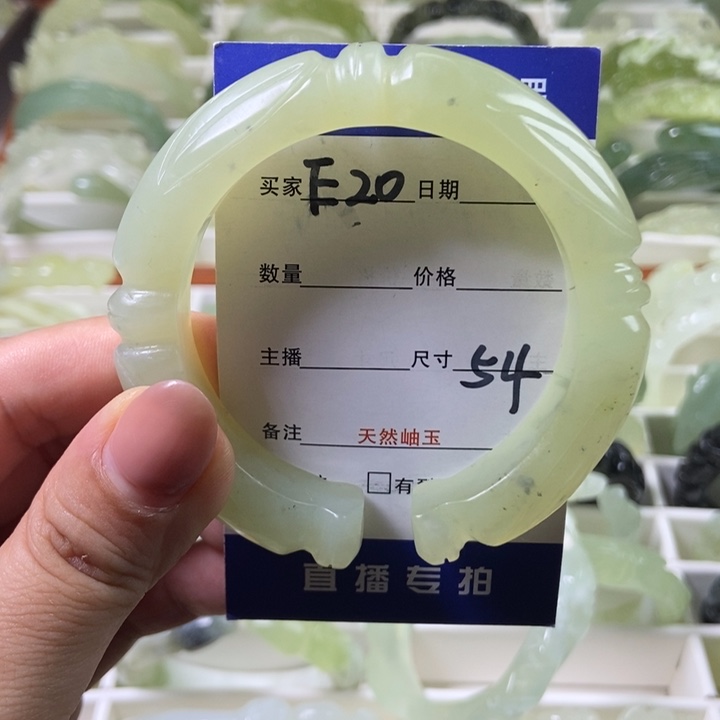 买家 E20 日期
数量 价格
主播 尺寸 54
备注 天然岫玉
有
直播专拍